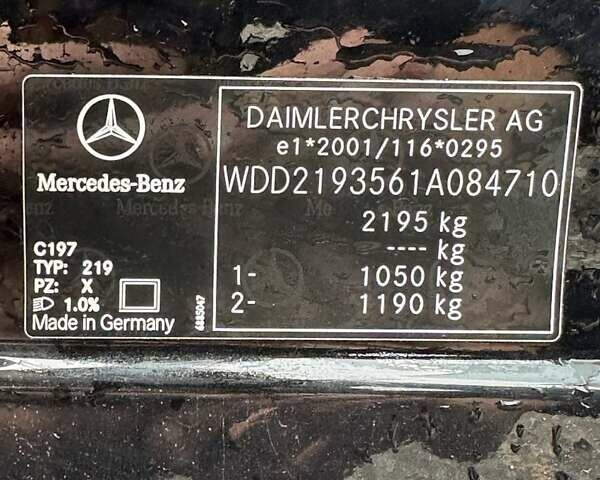 Mercedes-Benz
C197
TYP: 219
PZ: X
1.0%
Made in Germany
6885047
DAIMLERCHRYSLER AG
e1*2001/116*0295
WDD2193561A084710
2195 kg
---- kg
1- 1050 kg
2- 1190 kg